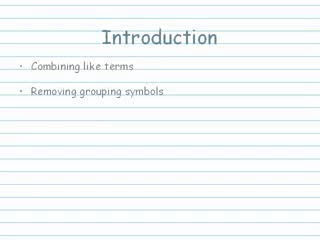 Introduction
• Combining like terms
• Removing grouping symbols